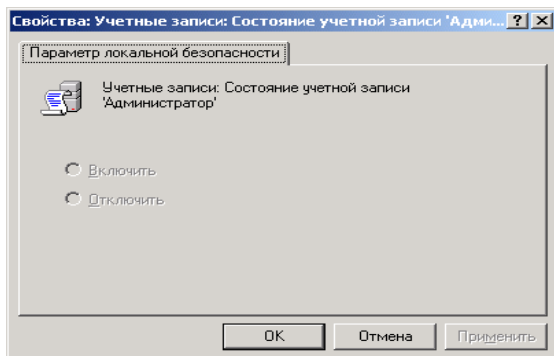 Свойства: Учетные записи: Состояние учетной записи 'Адми...
Параметр локальной безопасности
Учетные записи: Состояние учетной записи
'Администратор'
Включить
Отключить
OK
Отмена
Применить